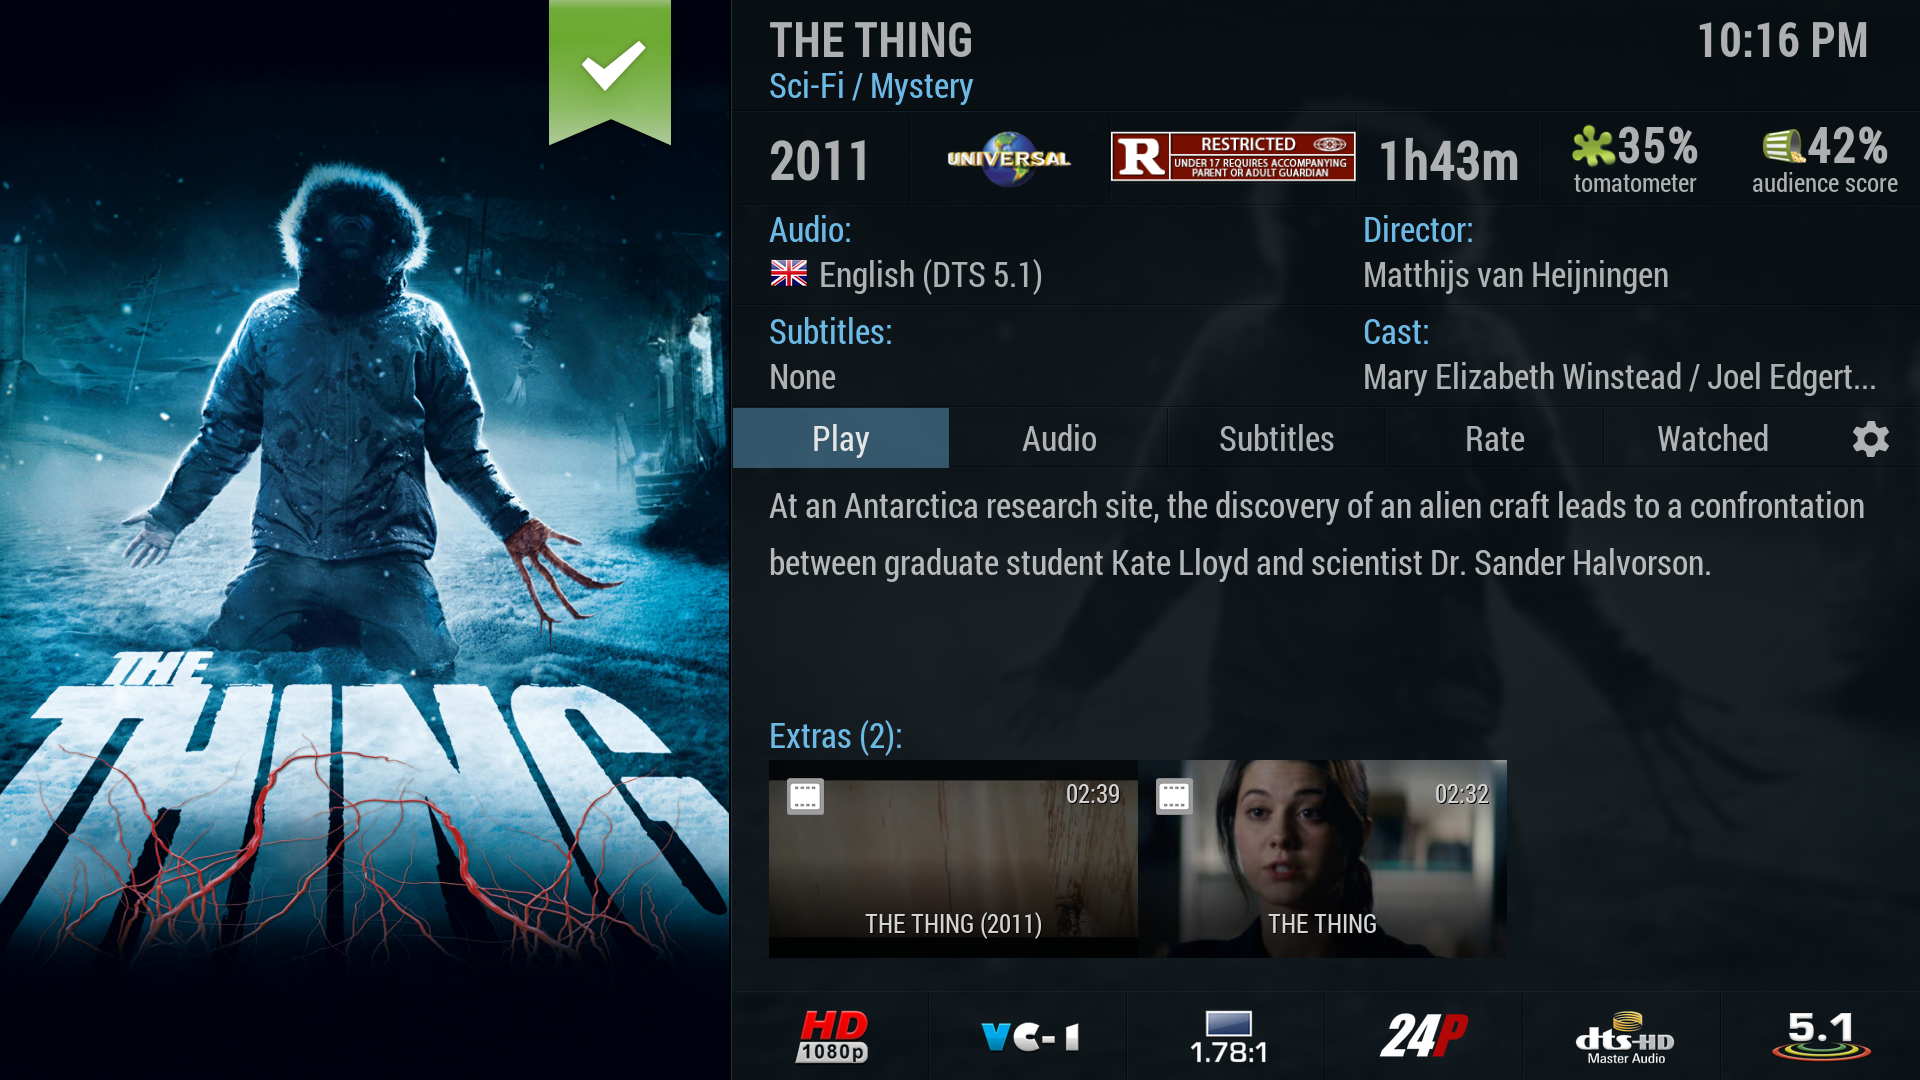 THE THING
10:16 PM
Sci-Fi / Mystery
2011
UNIVERSAL
R
RESTRICTED
UNDER 17 REQUIRES ACCOMPANYING
PARENT OR ADULT GUARDIAN
1h43m
35%
tomatometer
42%
audience score
Audio:
English (DTS 5.1)
Director:
Matthijs van Heijningen
Subtitles:
None
Cast:
Mary Elizabeth Winstead / Joel Edgert...
Play
Audio
Subtitles
Rate
Watched
At an Antarctica research site, the discovery of an alien craft leads to a confrontation
between graduate student Kate Lloyd and scientist Dr. Sander Halvorson.
THE
THING
Extras (2):
02:39
THE THING (2011)
02:32
THE THING
HD
1080p
VC-1
1.78:1
24P
dts-HD
Master Audio
5.1